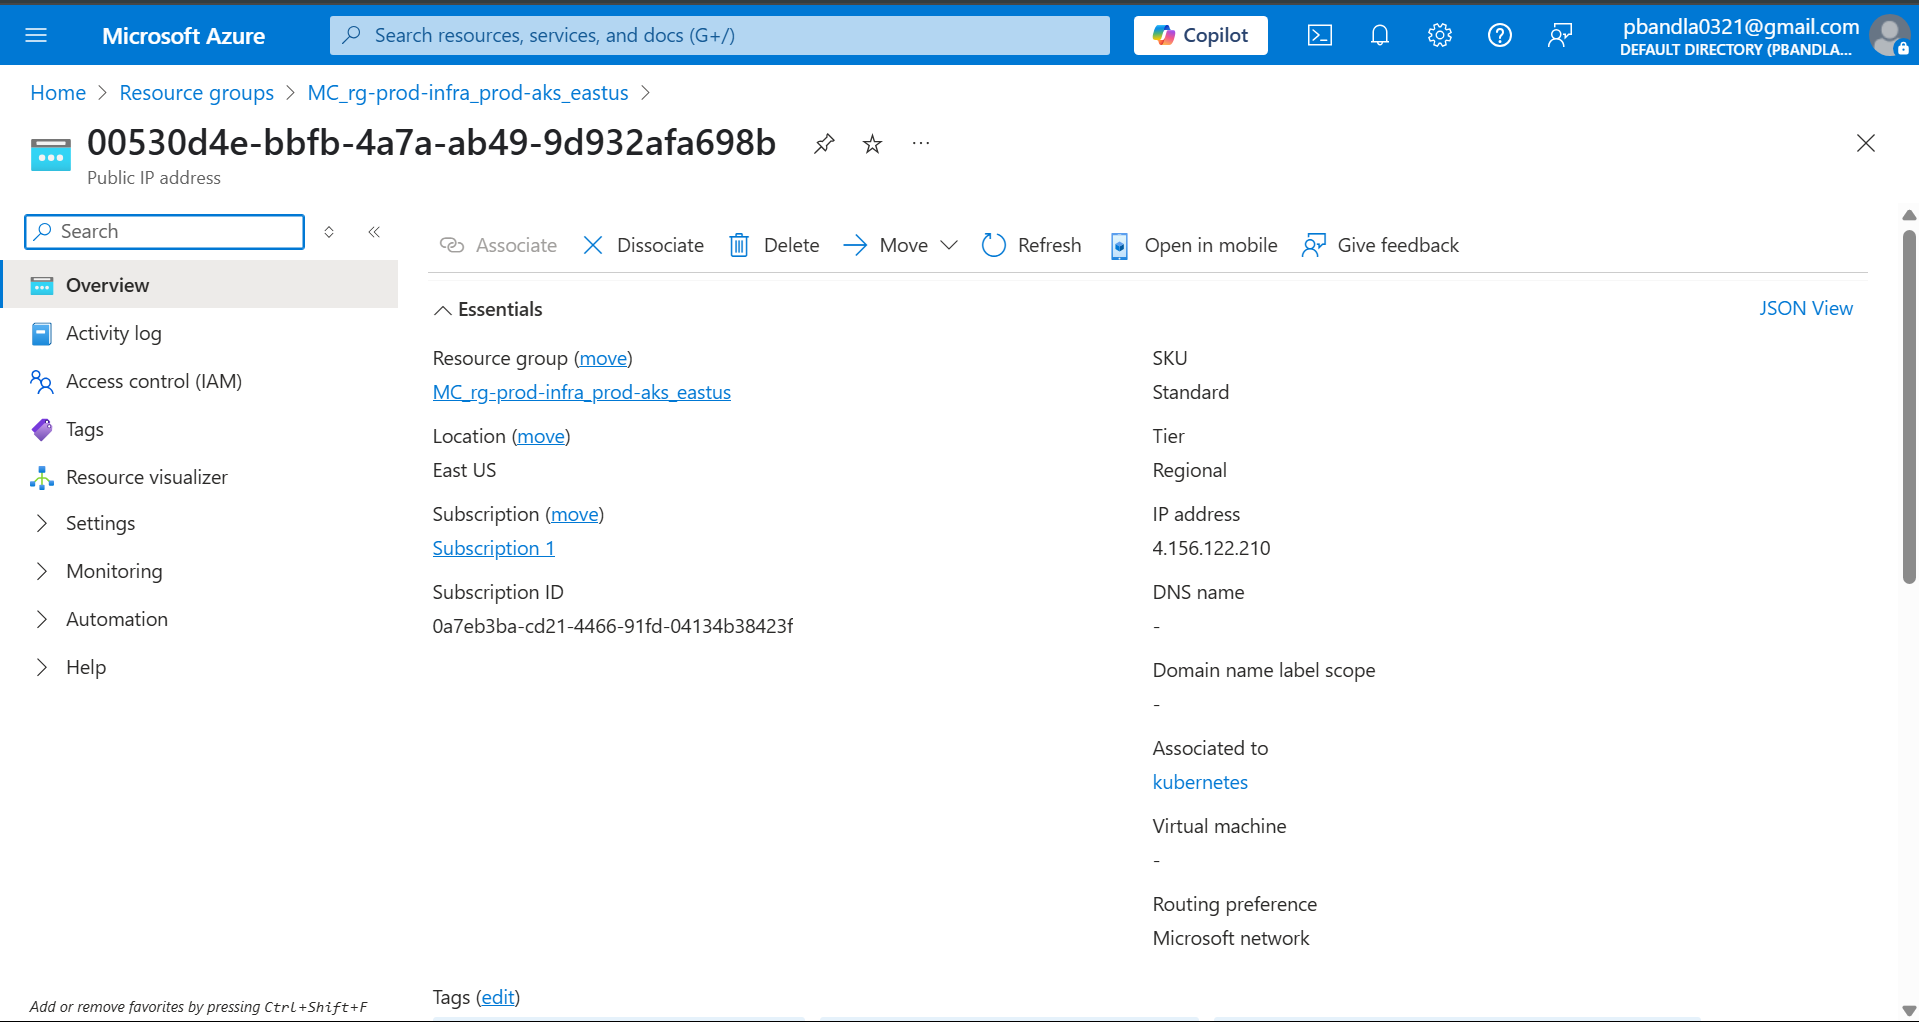 Microsoft Azure
Search resources, services, and docs (G+/)
Copilot
pbandla0321@gmail.com
DEFAULT DIRECTORY (PBANDLA...
Home > Resource groups > MC_rg-prod-infra_prod-aks_eastus >
00530d4e-bbfb-4a7a-ab49-9d932afa698b
Public IP address
Search
Overview
Activity log
Access control (IAM)
Tags
Resource visualizer
Settings
Monitoring
Automation
Help
Add or remove favorites by pressing Ctrl+Shift+F
Associate Dissociate Delete Move Refresh Open in mobile Give feedback
Essentials
JSON View
Resource group (move)
MC_rg-prod-infra_prod-aks_eastus
Location (move)
East US
Subscription (move)
Subscription 1
Subscription ID
0a7eb3ba-cd21-4466-91fd-04134b38423f
SKU
Standard
Tier
Regional
IP address
4.156.122.210
DNS name
-
Domain name label scope
-
Associated to
kubernetes
Virtual machine
-
Routing preference
Microsoft network
Tags (edit)